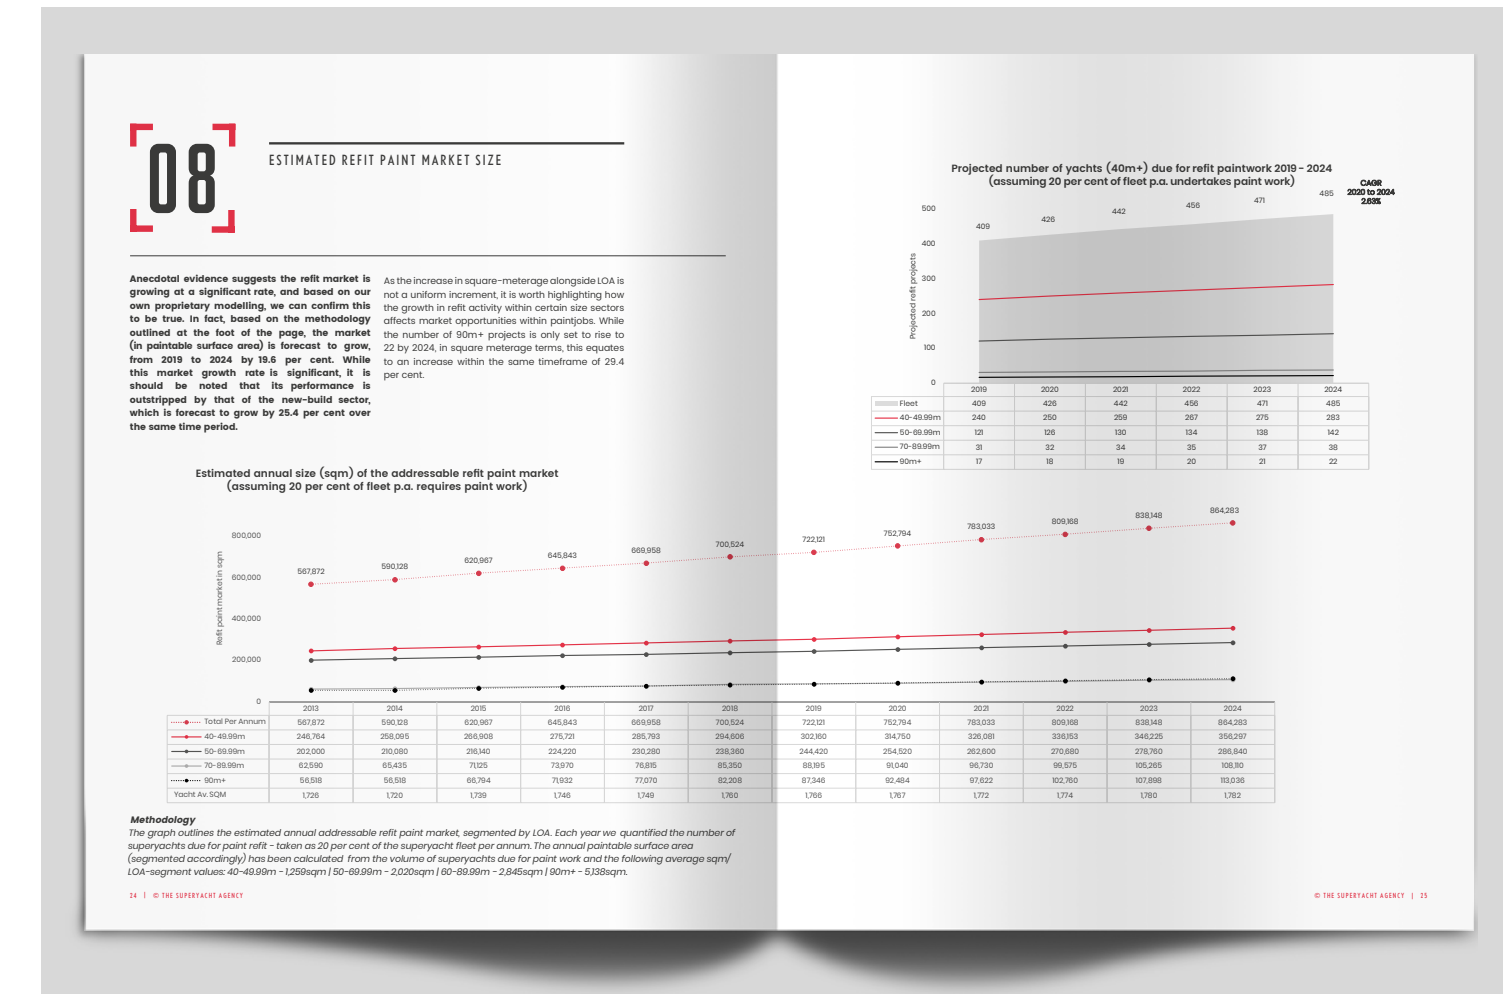 08
ESTIMATED REFIT PAINT MARKET SIZE
Anecdotal evidence suggests the refit market is
growing at a significant rate, and based on our
own proprietary modelling, we can confirm this
to be true. In fact, based on the methodology
outlined at the foot of the page, the market
(in paintable surface area) is forecast to grow,
from 2019 to 2024 by 19.6 per cent. While
this market growth rate is significant, it is
should be noted that its performance is
outstripped by that of the new-build sector,
which is forecast to grow by 25.4 per cent over
the same time period.
As the increase in square-meterage alongside LOA is
not a uniform increment, it is worth highlighting how
the growth in refit activity within certain size sectors
affects market opportunities within paintjobs. While
the number of 90m+ projects is only set to rise to
22 by 2024, in square meterage terms, this equates
to an increase within the same timeframe of 29.4
per cent.
Projected number of yachts (40m+) due for refit paintwork 2019 - 2024
(assuming 20 per cent of fleet p.a. undertakes paint work)
CAGR
2020 to 2024
2.63%
409 426 442 456 471 485
Projected refit projects
500
400
300
200
100
0
2019 2020 2021 2022 2023 2024
Fleet 409 426 442 456 471 485
40-49.99m 240 250 259 267 275 283
50-69.99m 121 126 130 134 138 142
70-89.99m 31 32 34 35 37 38
90m+ 17 18 19 20 21 22
Estimated annual size (sqm) of the addressable refit paint market
(assuming 20 per cent of fleet p.a. requires paint work)
Refit paint market in sqm
800,000
600,000
400,000
200,000
0
567,872 590,128 620,967 645,843 669,958 700,524 722,121 752,794 783,033 809,168 838,148 864,283
2013 2014 2015 2016 2017 2018 2019 2020 2021 2022 2023 2024
Total Per Annum 567,872 590,128 620,967 645,843 669,958 700,524 722,121 752,794 783,033 809,168 838,148 864,283
40-49.99m 246,764 258,095 266,908 275,721 285,793 294,606 302,160 314,750 326,081 336,153 346,225 356,297
50-69.99m 202,000 210,080 216,140 224,220 230,280 238,360 244,420 254,520 262,600 270,680 278,760 286,840
70-89.99m 62,590 65,435 71,125 73,970 76,815 85,350 88,195 91,040 96,730 99,575 105,265 108,110
90m+ 56,518 56,518 66,794 71,932 77,070 82,208 87,346 92,484 97,622 102,760 107,898 113,036
Yacht Av. SQM 1,726 1,720 1,739 1,746 1,749 1,760 1,766 1,767 1,772 1,774 1,780 1,782
Methodology
The graph outlines the estimated annual addressable refit paint market, segmented by LOA. Each year we quantified the number of
superyachts due for paint refit - taken as 20 per cent of the superyacht fleet per annum. The annual paintable surface area
(segmented accordingly) has been calculated from the volume of superyachts due for paint work and the following average sqm/
LOA-segment values: 40-49.99m - 1,259sqm | 50-69.99m - 2,020sqm | 60-89.99m - 2,845sqm | 90m+ - 5,138sqm.
24 | © THE SUPERYACHT AGENCY
© THE SUPERYACHT AGENCY | 25